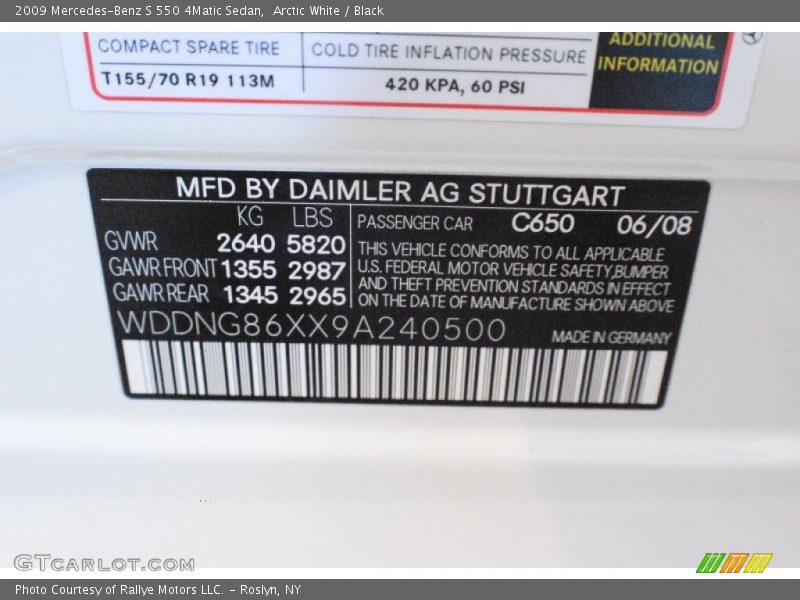 2009 Mercedes-Benz S 550 4Matic Sedan,  Arctic White / Black
COMPACT SPARE TIRE
COLD TIRE INFLATION PRESSURE
T155/70 R19 113M
420 KPA, 60 PSI
ADDITIONAL
INFORMATION
MFD BY DAIMLER AG STUTTGART
KG LBS
GVWR 2640 5820
GAWR FRONT 1355 2987
GAWR REAR 1345 2965
PASSENGER CAR C650 06/08
THIS VEHICLE CONFORMS TO ALL APPLICABLE
U.S. FEDERAL MOTOR VEHICLE SAFETY, BUMPER
AND THEFT PREVENTION STANDARDS IN EFFECT
ON THE DATE OF MANUFACTURE SHOWN ABOVE
WDDNG86XX9A240500
MADE IN GERMANY
GTCARLOT.COM
Photo Courtesy of Rallye Motors LLC. - Roslyn, NY